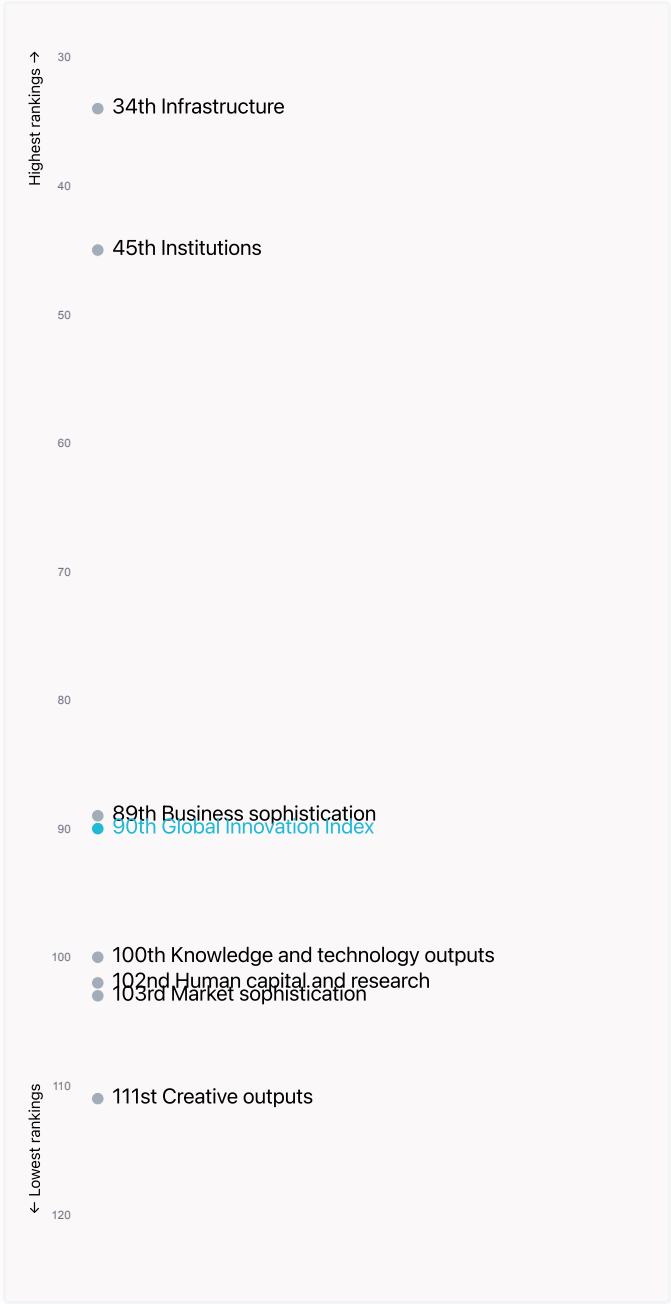 Highest rankings →
30
34th Infrastructure
40
45th Institutions
50
60
70
80
89th Business sophistication
90
90th Global Innovation Index
100
100th Knowledge and technology outputs
102nd Human capital and research
103rd Market sophistication
110
111st Creative outputs
← Lowest rankings
120